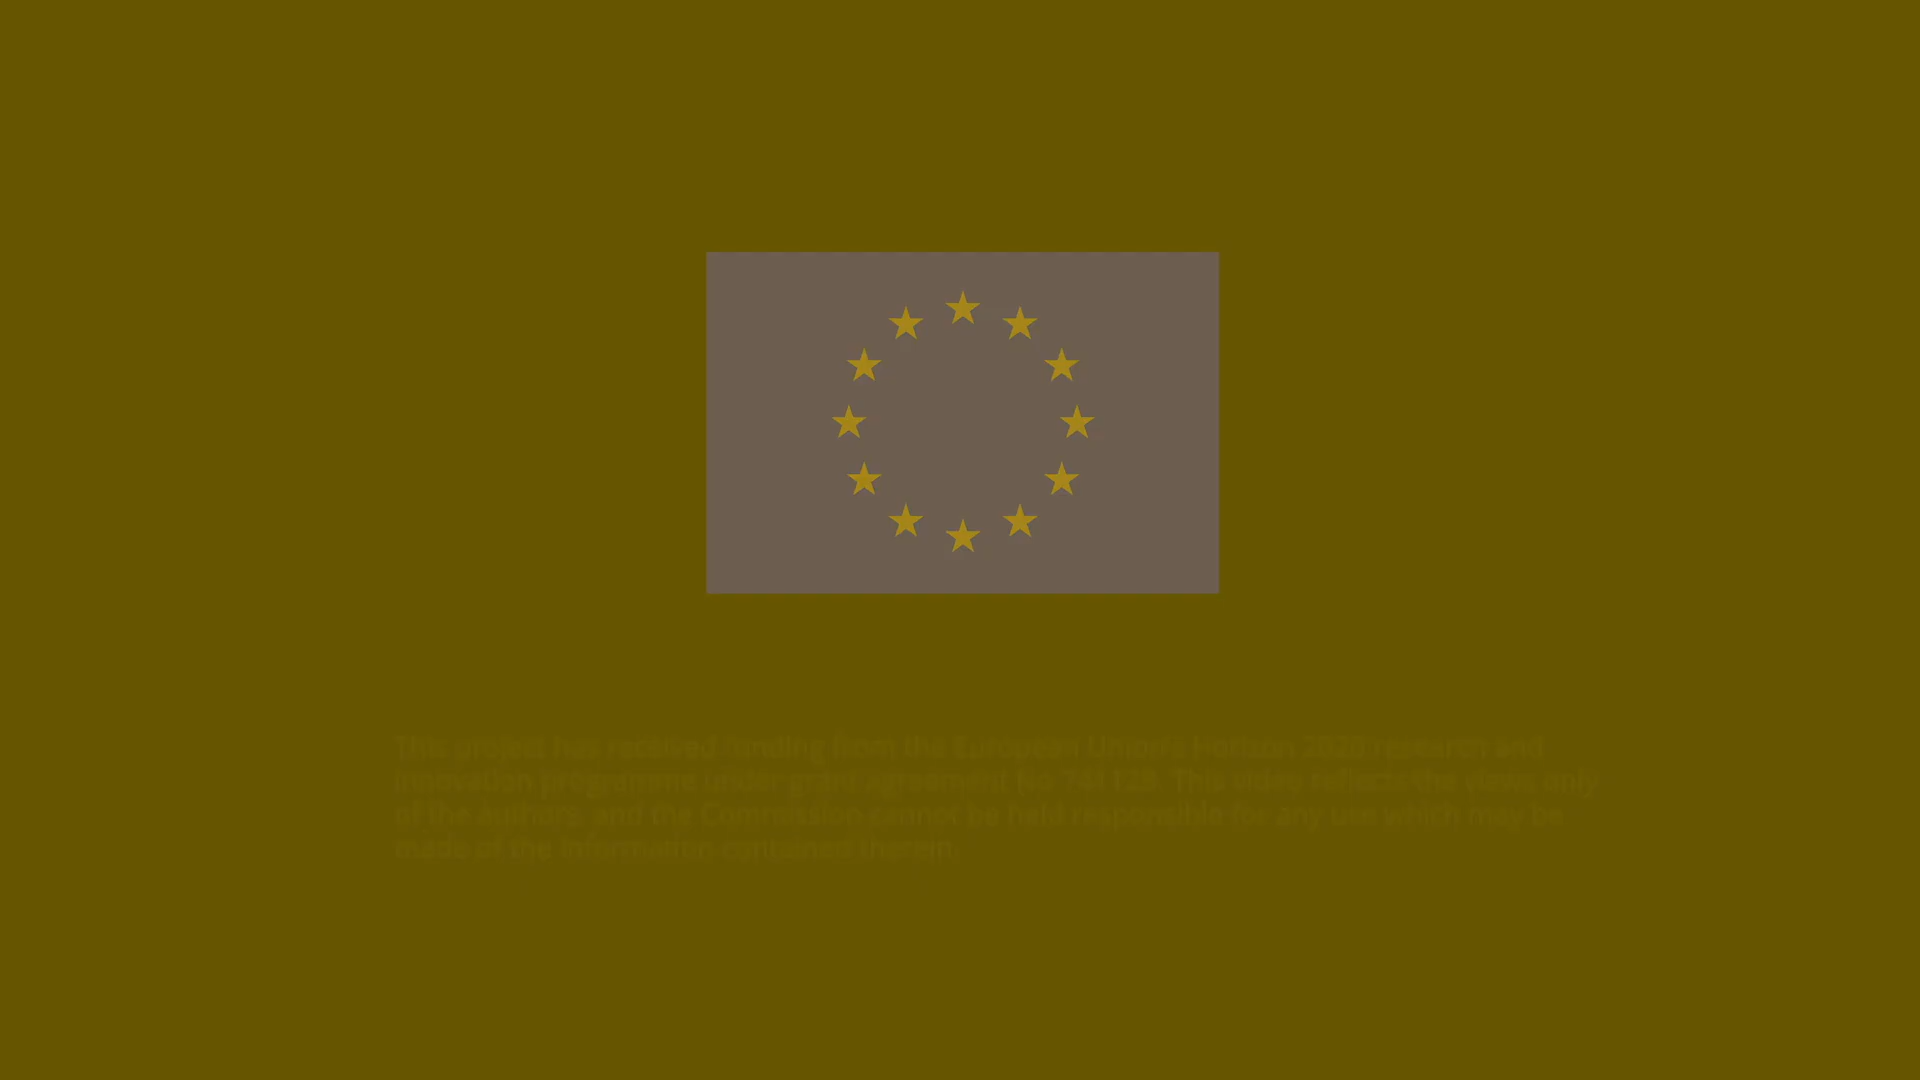 This project has received funding from the European Union's Horizon 2020 research and
innovation programme under grant agreement No 744128. This video reflects the views only
of the authors, and the Commission cannot be held responsible for any use which may be
made of the information contained therein.